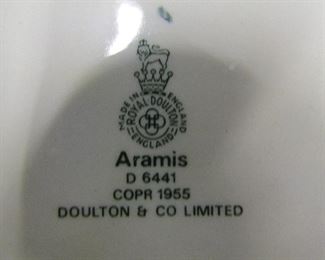 MADE IN ENGLAND
ROYAL DOULTON
ENGLAND
Aramis
D 6441
COPR 1955
DOULTON & CO LIMITED